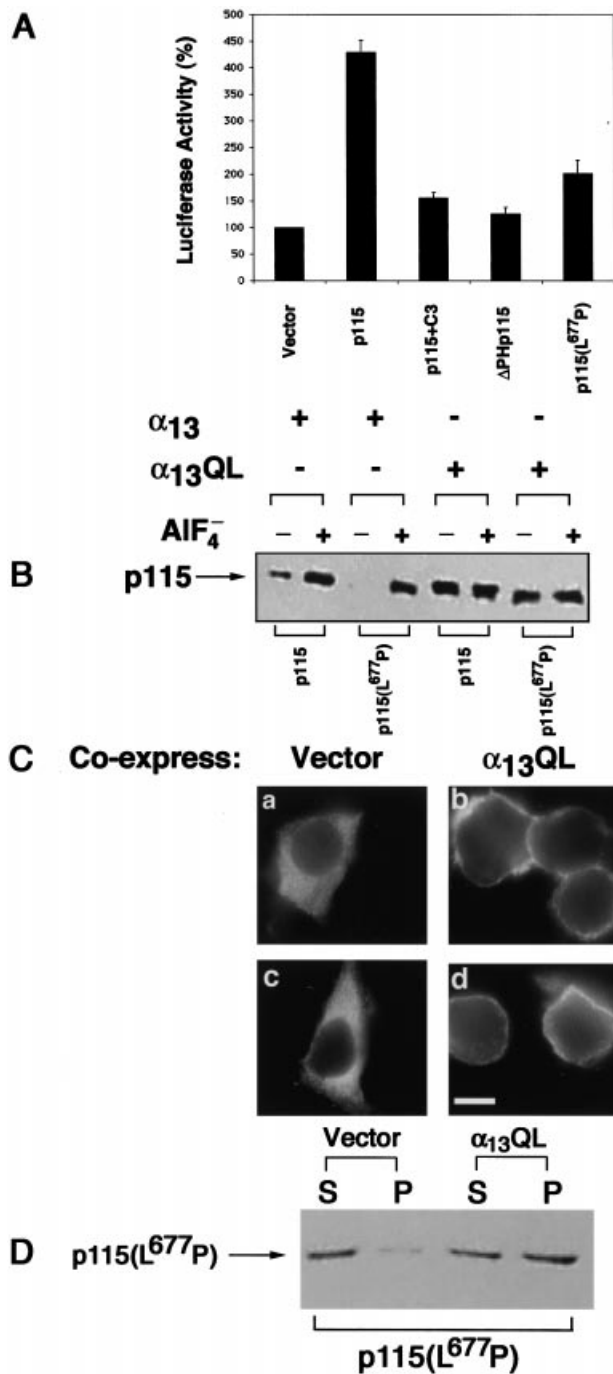 A
Luciferase Activity (%)
500
450
400
350
300
250
200
150
100
50
0
Vector
p115
p115+C3
ΔPHp115
p115(L⁶⁷⁷P)
α₁₃ + + - -
α₁₃QL - - + +
AlF₄⁻ – + – + – + – +
B p115
p115
p115(L⁶⁷⁷P)
p115
p115(L⁶⁷⁷P)
C Co-express: Vector α₁₃QL
a b
c d
Vector α₁₃QL
S P S P
D p115(L⁶⁷⁷P)
p115(L⁶⁷⁷P)